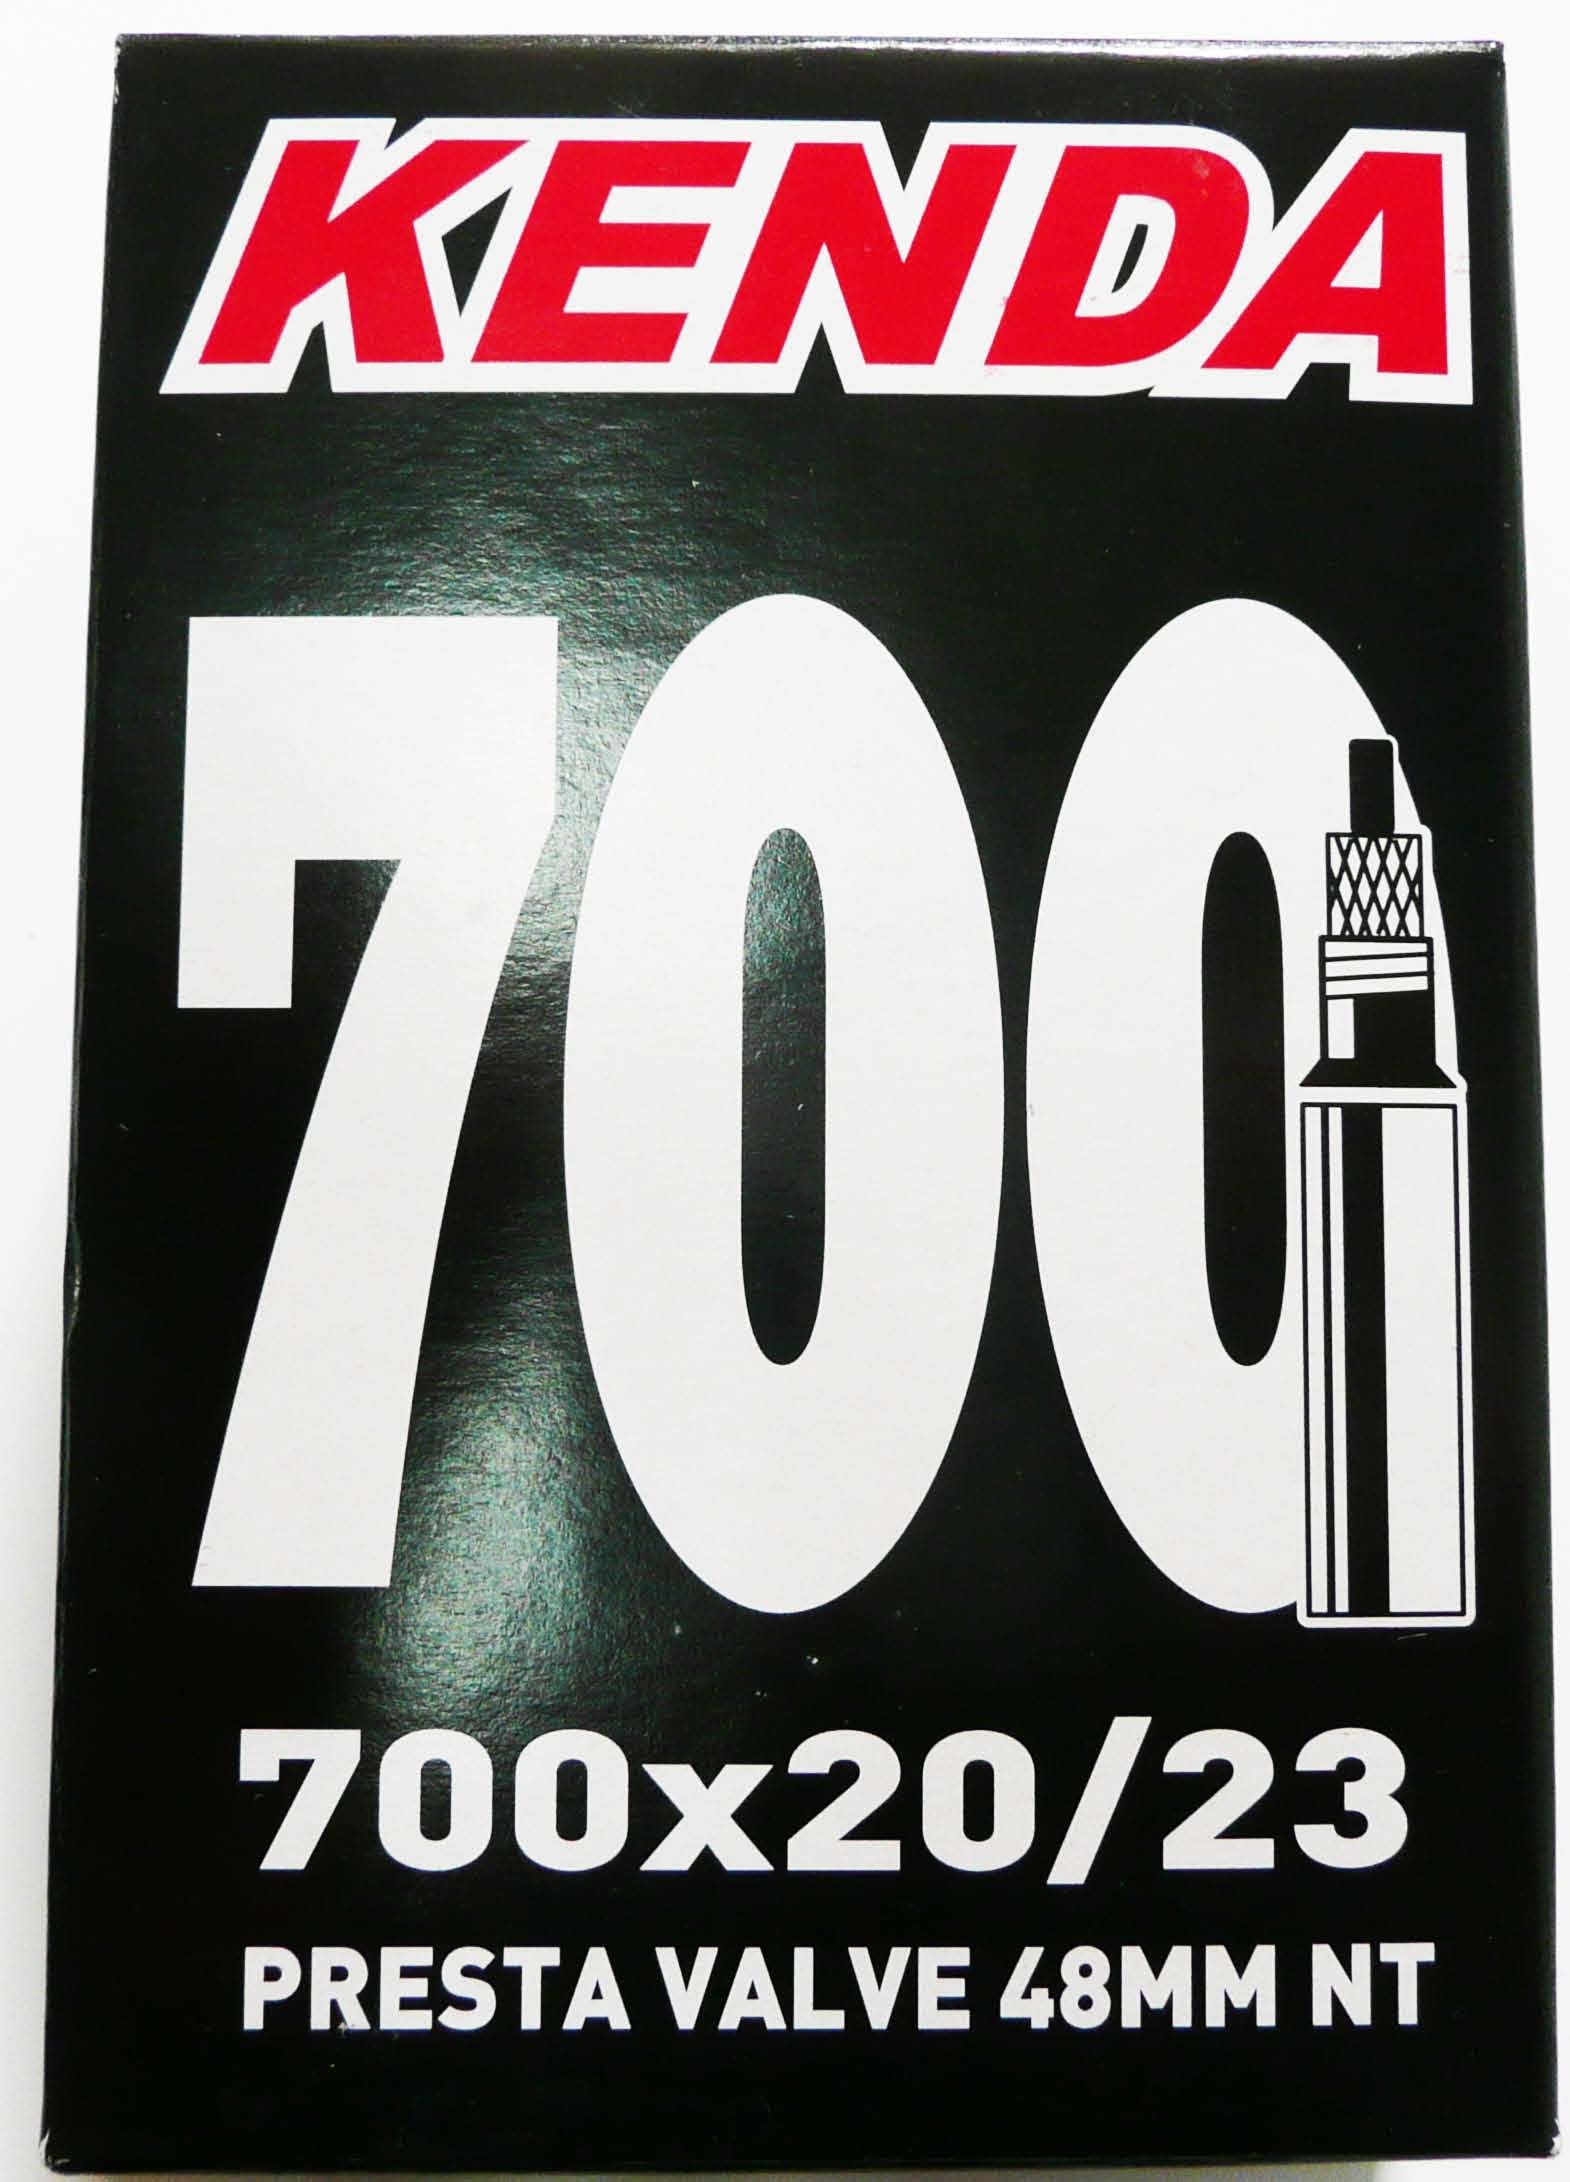 KENDA
700
700x20/23
PRESTA VALVE 48MM NT